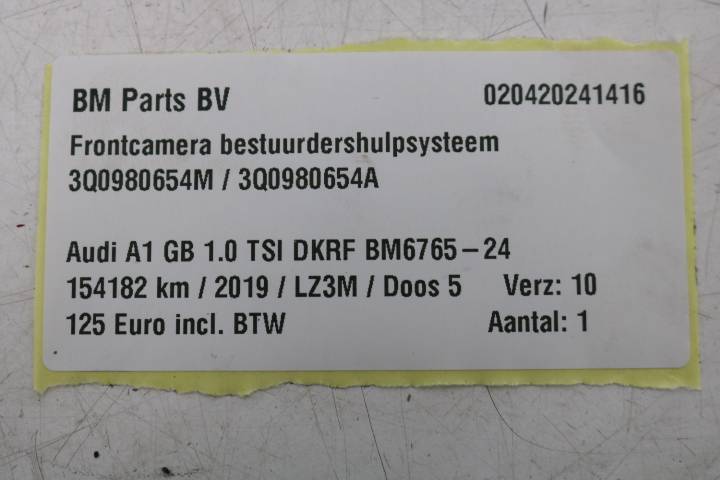 BM Parts BV 020420241416
Frontcamera bestuurdershulpsysteem
3Q0980654M / 3Q0980654A
Audi A1 GB 1.0 TSI DKRF BM6765-24
154182 km / 2019 / LZ3M / Doos 5 Verz: 10
125 Euro incl. BTW Aantal: 1